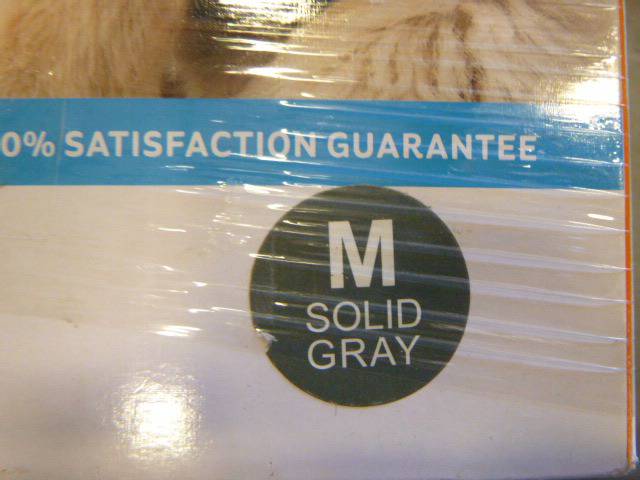 0% SATISFACTION GUARANTEE
M
SOLID
GRAY